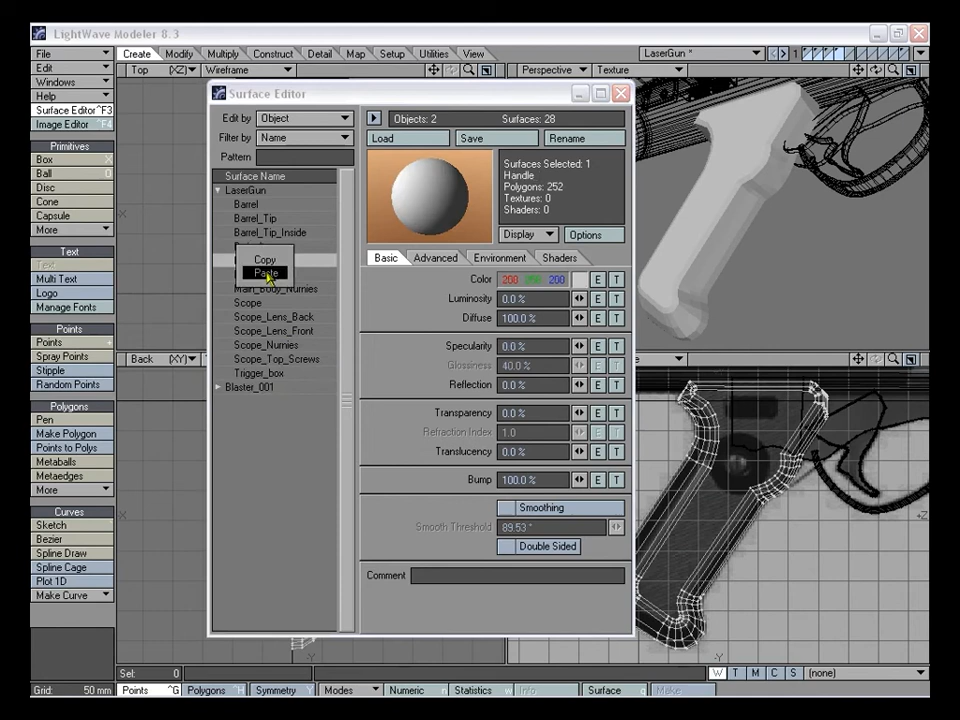 LightWave Modeler 8.3
File
Edit
Windows
Help
Surface Editor ^F3
Image Editor ^F4
Create Modify Multiply Construct Detail Map Setup Utilities View
LaserGun * 1
Top (XZ) Wireframe
Perspective Texture
Surface Editor
Edit by Object
Filter by Name
Pattern
Surface Name
LaserGun
Barrel
Barrel_Tip
Barrel_Tip_Inside
Copy
Paste
Main_Body_Nurnies
Scope
Scope_Lens_Back
Scope_Lens_Front
Scope_Nurnies
Scope_Top_Screws
Trigger_box
Blaster_001
Objects: 2 Surfaces: 28
Load Save Rename
Surfaces Selected: 1
Handle
Polygons: 252
Textures: 0
Shaders: 0
Display Options
Basic Advanced Environment Shaders
Color 200 200 200 E T
Luminosity 0.0 % E T
Diffuse 100.0 % E T
Specularity 0.0 % E T
Glossiness 40.0 % E T
Reflection 0.0 % E T
Transparency 0.0 % E T
Refraction Index 1.0 E T
Translucency 0.0 % E T
Bump 100.0 % E T
Smoothing
Smooth Threshold 89.53 °
Double Sided
Comment
Primitives
Box X
Ball O
Disc
Cone
Capsule
More
Text
Text
Multi Text
Logo
Manage Fonts
Points
Points +
Spray Points
Stipple
Random Points
Polygons
Pen
Make Polygon
Points to Polys
Metaballs
Metaedges
More
Curves
Sketch
Bezier
Spline Draw
Spline Cage
Plot 1D
Make Curve
Back (XY)
-X
-X
-Y
-Y
+Z
Sel: 0
W T M C S (none)
Grid: 50 mm
Points ^G Polygons ^H Symmetry Y Modes Numeric n Statistics w Info i Surface q Make